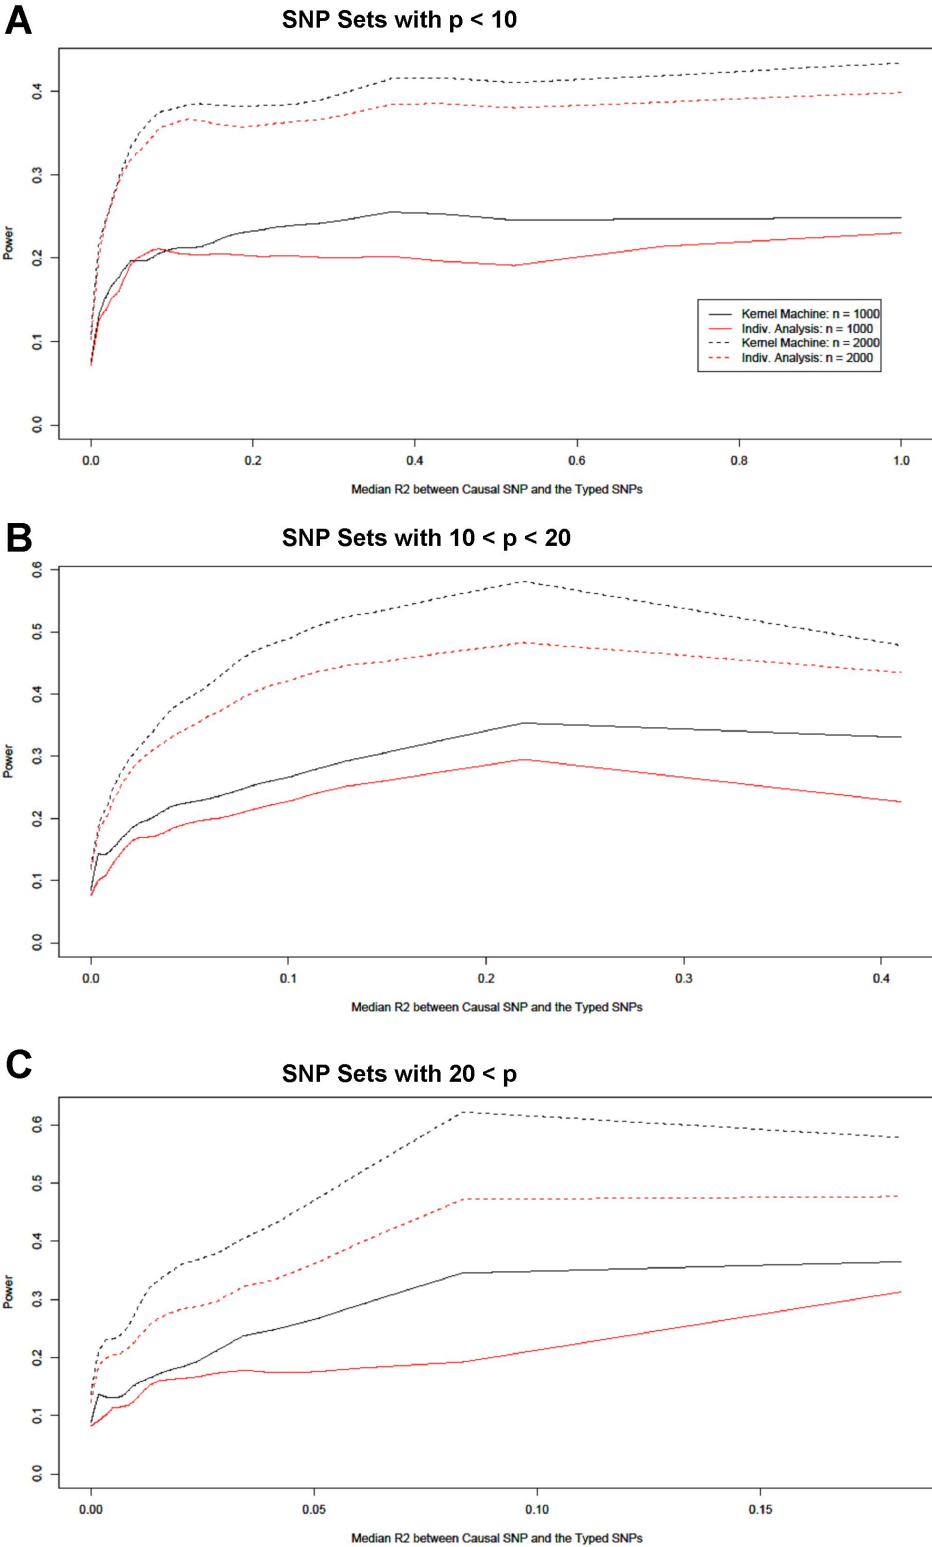 A
SNP Sets with p < 10
Power
0.4
0.3
0.2
0.1
0.0
Kernel Machine: n = 1000
Indiv. Analysis: n = 1000
Kernel Machine: n = 2000
Indiv. Analysis: n = 2000
0.0 0.2 0.4 0.6 0.8 1.0
Median R2 between Causal SNP and the Typed SNPs
B
SNP Sets with 10 < p < 20
Power
0.6
0.5
0.4
0.3
0.2
0.1
0.0
0.0 0.1 0.2 0.3 0.4
Median R2 between Causal SNP and the Typed SNPs
C
SNP Sets with 20 < p
Power
0.6
0.5
0.4
0.3
0.2
0.1
0.0
0.00 0.05 0.10 0.15
Median R2 between Causal SNP and the Typed SNPs